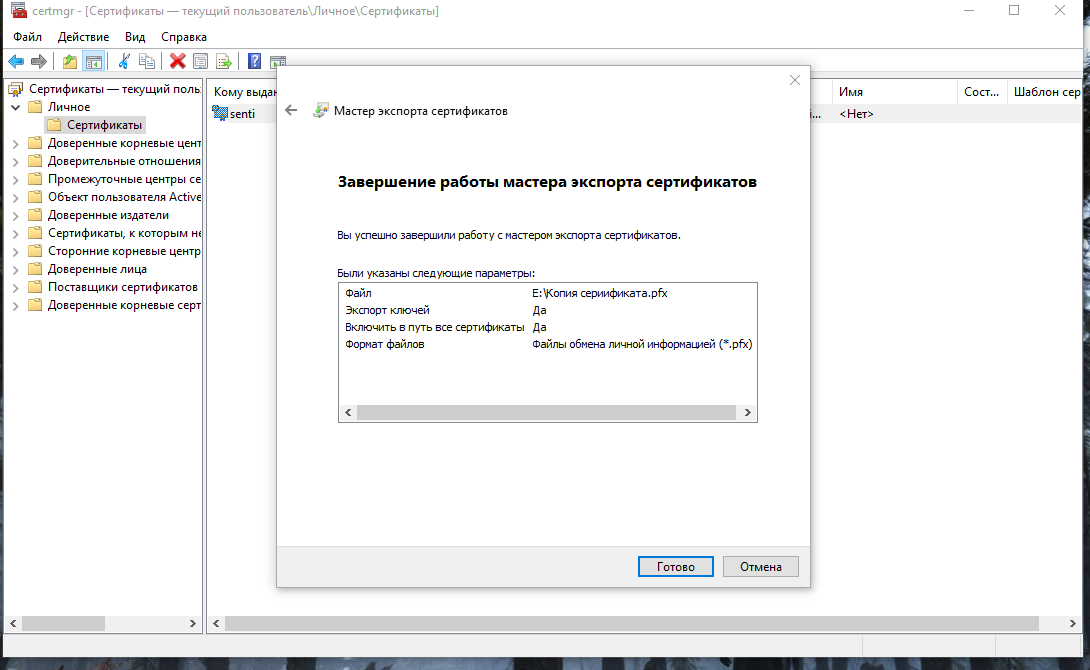 certmgr - [Сертификаты — текущий пользователь\Личное\Сертификаты]
Файл Действие Вид Справка
Сертификаты — текущий поль
Личное
Сертификаты
Доверенные корневые цент
Доверительные отношения
Промежуточные центры се
Объект пользователя Active
Доверенные издатели
Сертификаты, к которым не
Сторонние корневые центр
Доверенные лица
Поставщики сертификатов
Доверенные корневые серт
Кому выдан
Имя
Сост...
Шаблон сер
senti
i...
<Нет>
Мастер экспорта сертификатов
Завершение работы мастера экспорта сертификатов
Вы успешно завершили работу с мастером экспорта сертификатов.
Были указаны следующие параметры:
Файл E:\Копия сериификата.pfx
Экспорт ключей Да
Включить в путь все сертификаты Да
Формат файлов Файлы обмена личной информацией (*.pfx)
Готово
Отмена